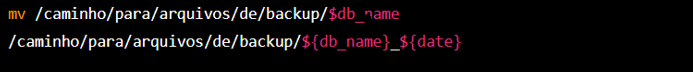 mv /caminho/para/arquivos/de/backup/$db_name
/caminho/para/arquivos/de/backup/${db_name}_${date}